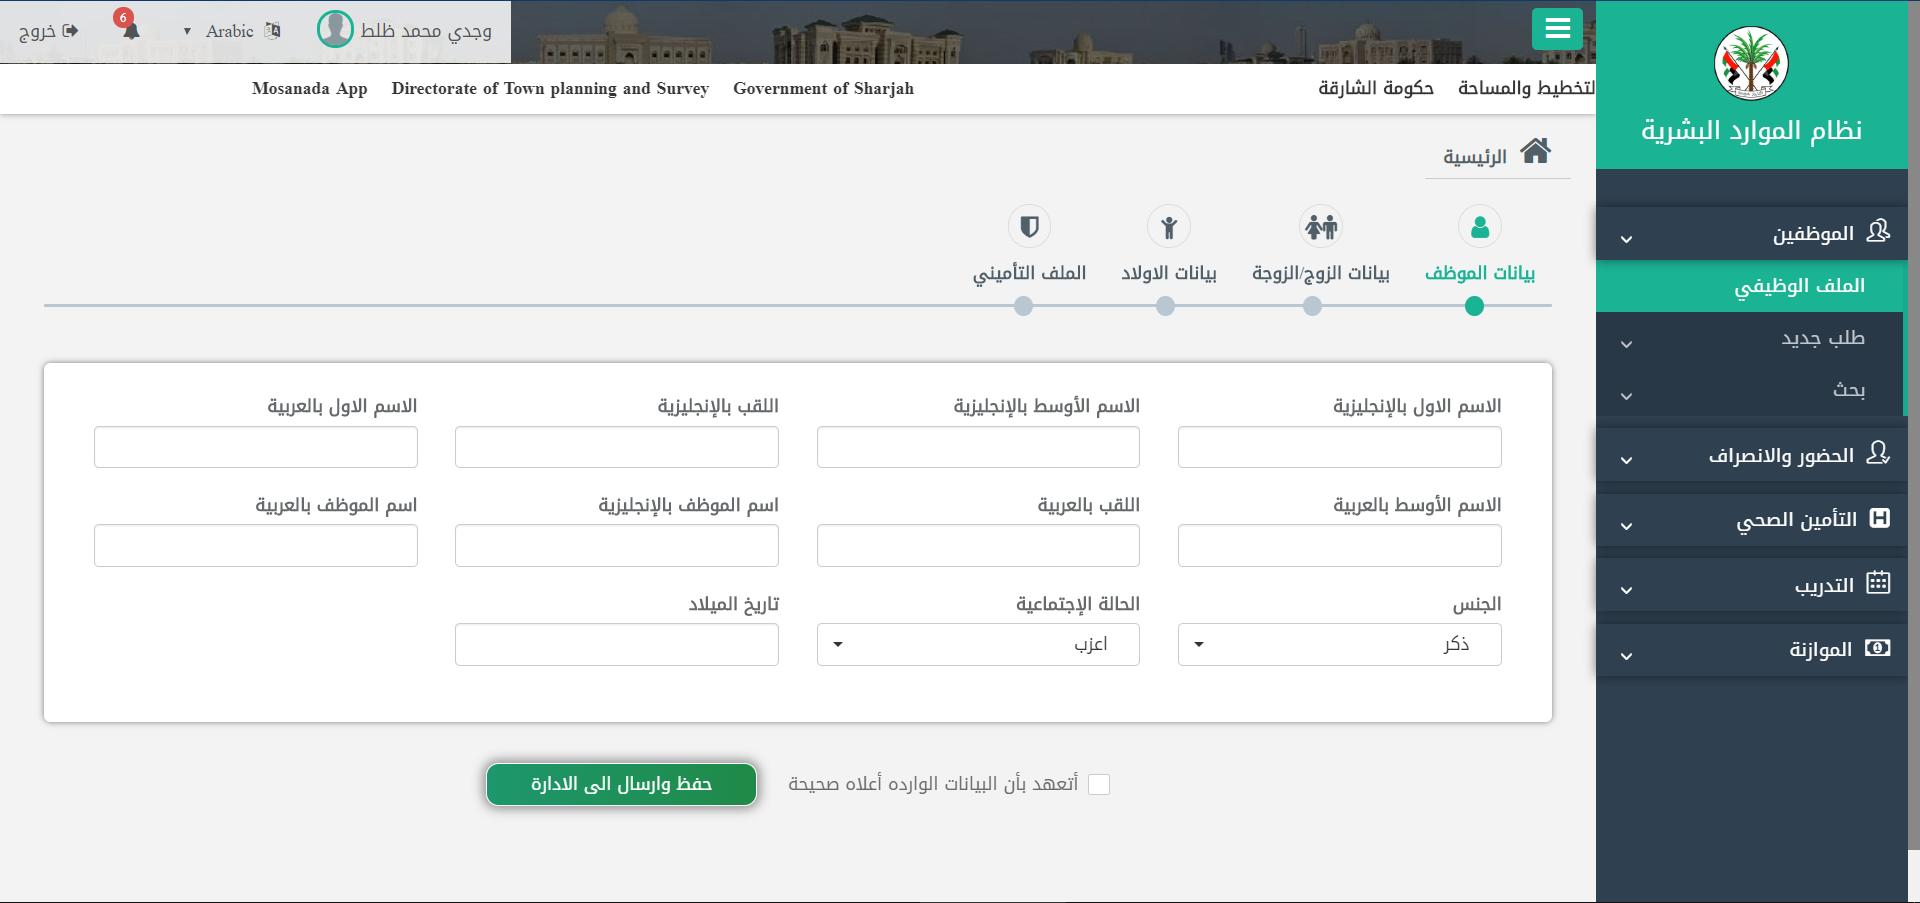 خروج
6
Arabic
وجدي محمد ظلط
Mosanada App
Directorate of Town planning and Survey
Government of Sharjah
حكومة الشارقة
لتخطيط والمساحة
نظام الموارد البشرية
الرئيسية
الموظفين
الملف الوظيفي
طلب جديد
بحث
الحضور والانصراف
التأمين الصحي
التدريب
الموازنة
بيانات الموظف
بيانات الزوج/الزوجة
بيانات الاولاد
الملف التأميني
الاسم الاول بالإنجليزية
الاسم الأوسط بالإنجليزية
اللقب بالإنجليزية
الاسم الاول بالعربية
الاسم الأوسط بالعربية
اللقب بالعربية
اسم الموظف بالإنجليزية
اسم الموظف بالعربية
الجنس
ذكر
الحالة الإجتماعية
اعزب
تاريخ الميلاد
أتعهد بأن البيانات الوارده أعلاه صحيحة
حفظ وارسال الى الادارة